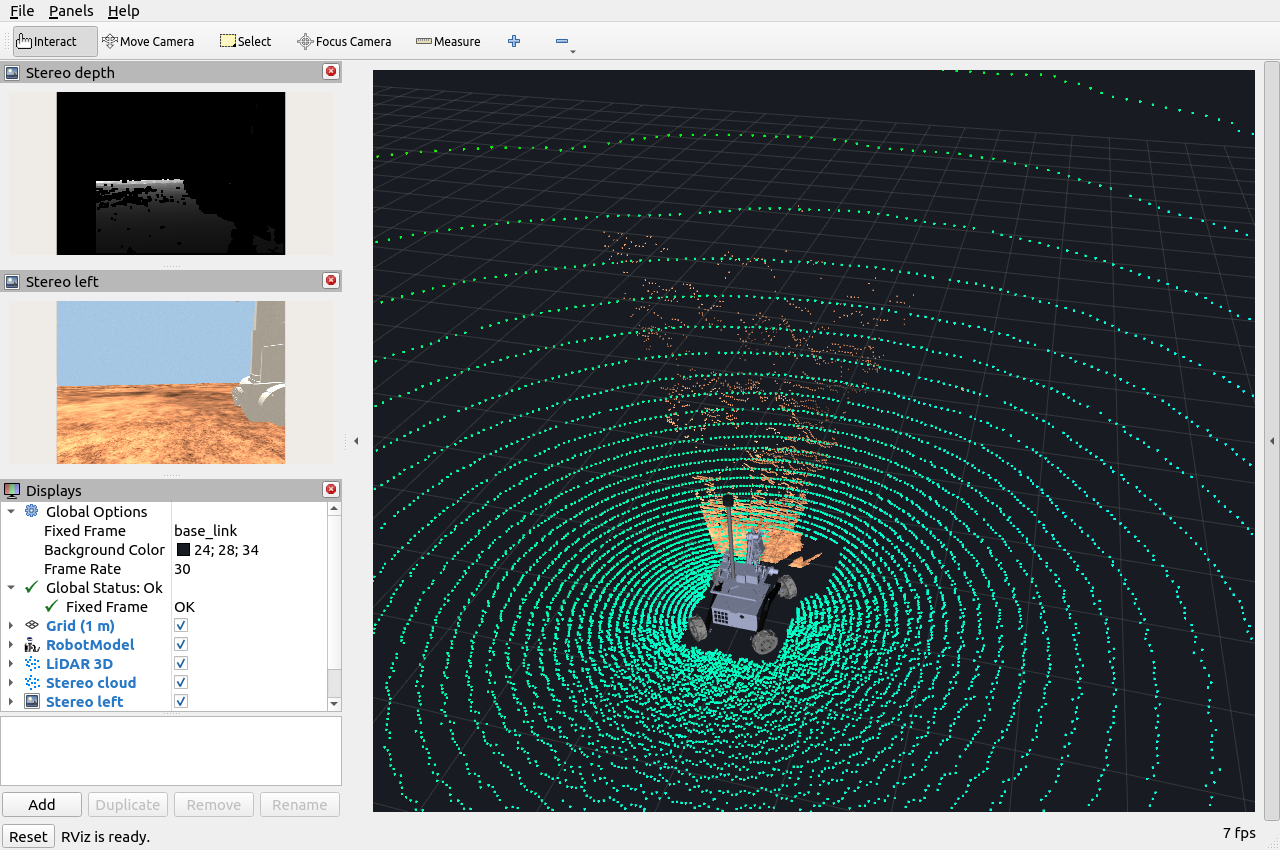 File Panels Help
Interact Move Camera Select Focus Camera Measure
Stereo depth
Stereo left
Displays
Global Options
Fixed Frame base_link
Background Color 24; 28; 34
Frame Rate 30
Global Status: Ok
Fixed Frame OK
Grid (1 m)
RobotModel
LiDAR 3D
Stereo cloud
Stereo left
Add Duplicate Remove Rename
Reset RViz is ready. 7 fps